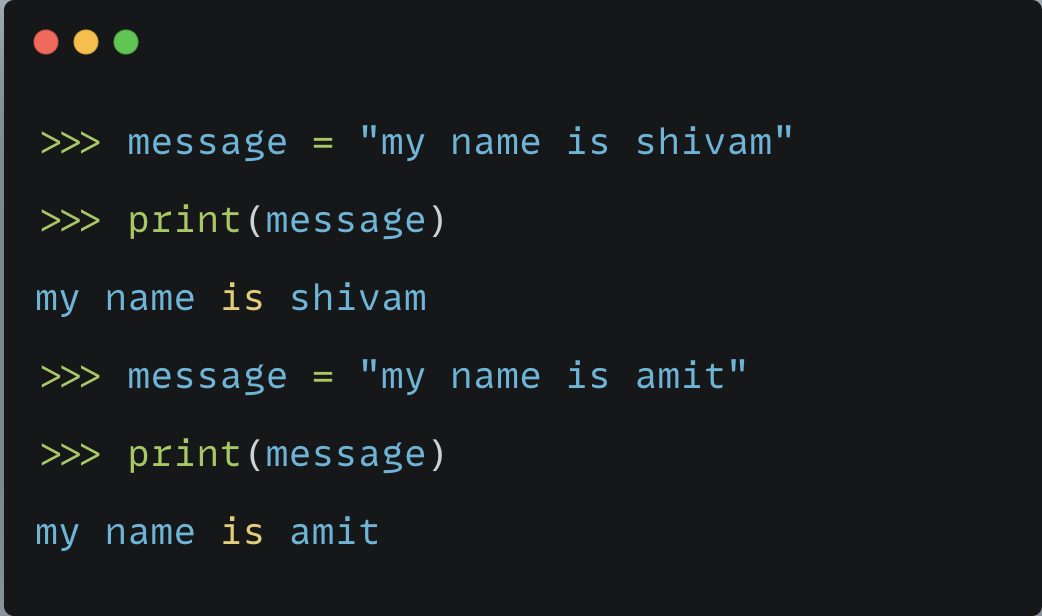 >>> message = "my name is shivam"
>>> print(message)
my name is shivam
>>> message = "my name is amit"
>>> print(message)
my name is amit